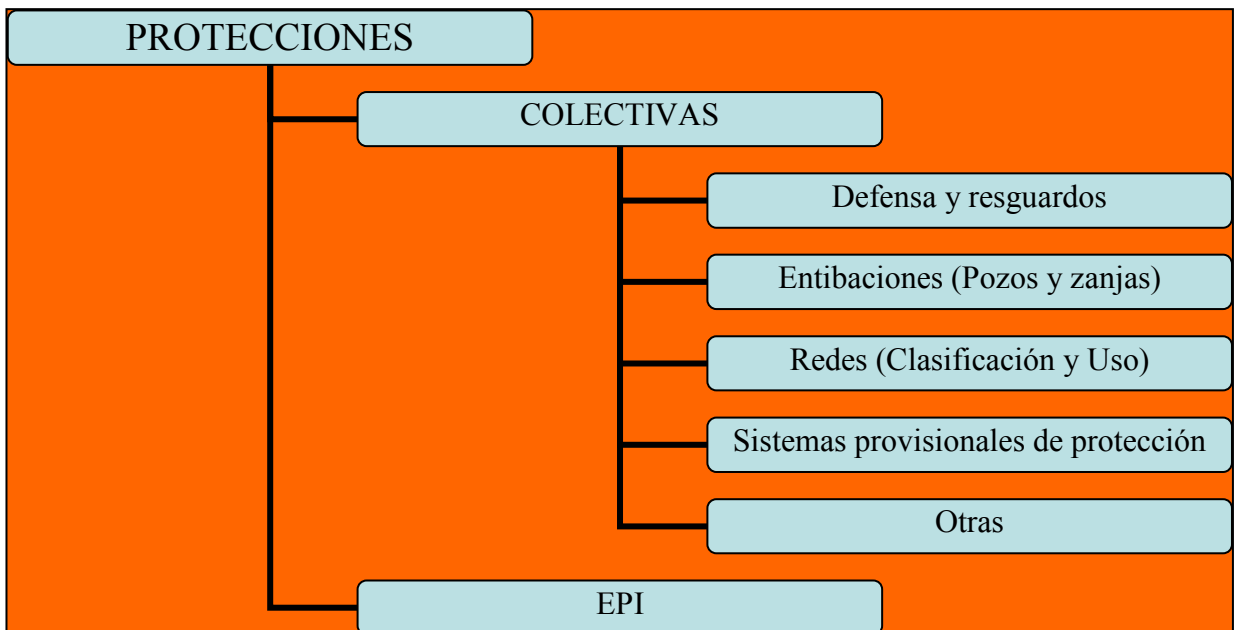 PROTECCIONES
COLECTIVAS
Defensa y resguardos
Entibaciones (Pozos y zanjas)
Redes (Clasificación y Uso)
Sistemas provisionales de protección
Otras
EPI